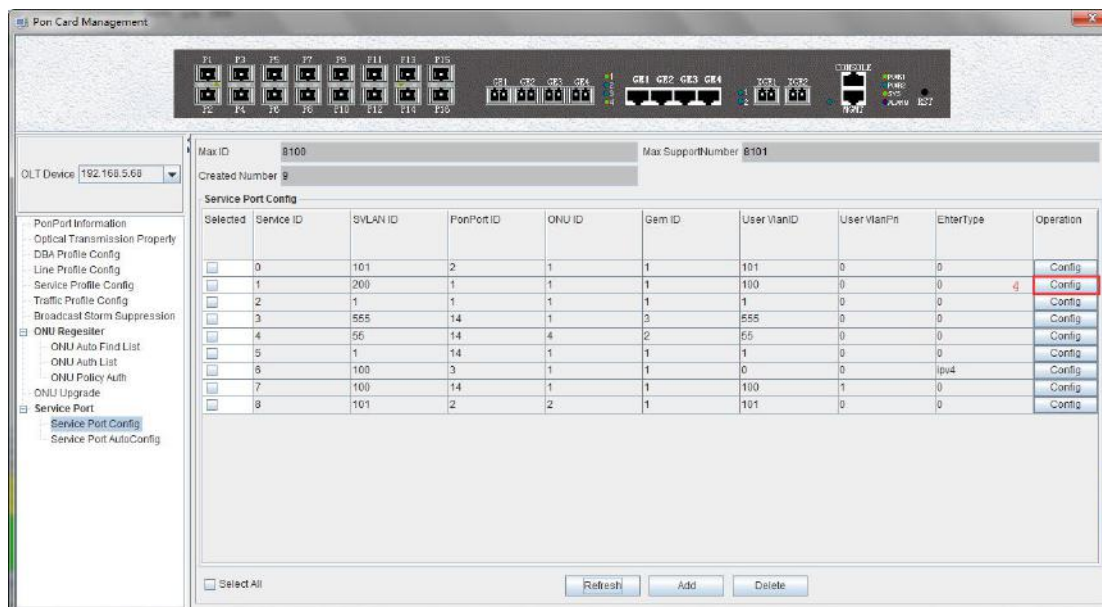 Pon Card Management
P1 P3 P5 P7 P9 P11 P13 P15
GE1 GE2 GE3 GE4 GE1 GE2 GE3 GE4 XGE1 XGE2 CONSOLE
P2 P4 P6 P8 P10 P12 P14 P16 MGMT RST
OLT Device 192.168.5.68
PonPort Information
Optical Transmission Property
DBA Profile Config
Line Profile Config
Service Profile Config
Traffic Profile Config
Broadcast Storm Suppression
ONU Regesiter
ONU Auto Find List
ONU Auth List
ONU Policy Auth
ONU Upgrade
Service Port
Service Port Config
Service Port AutoConfig
Max ID 8100 Max SupportNumber 8101
Created Number 9
Service Port Config
Selected Service ID SVLAN ID PonPort ID ONU ID Gem ID User VlanID User VlanPri EhterType Operation
0 101 2 1 1 101 0 0 Config
1 200 1 1 1 100 0 0 4 Config
2 1 1 1 1 1 0 0 Config
3 555 14 1 3 555 0 0 Config
4 55 14 4 2 55 0 0 Config
5 1 14 1 1 1 0 0 Config
6 100 3 1 1 0 0 ipv4 Config
7 100 14 1 1 100 1 0 Config
8 101 2 2 1 101 0 0 Config
Select All Refresh Add Delete